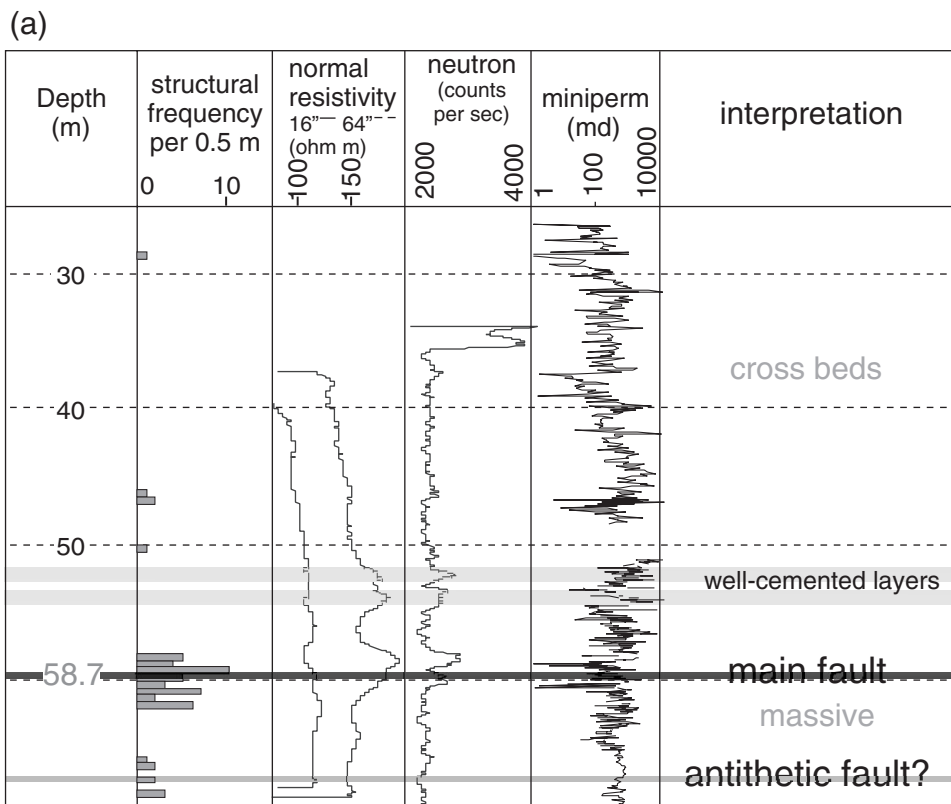 (a)
Depth
(m)
structural
frequency
per 0.5 m
0 10
normal
resistivity
16”— 64”--
(ohm m)
100 150
neutron
(counts
per sec)
2000 4000
miniperm
(md)
1 100 10000
interpretation
30
cross beds
40
50
well-cemented layers
58.7
main fault
massive
antithetic fault?